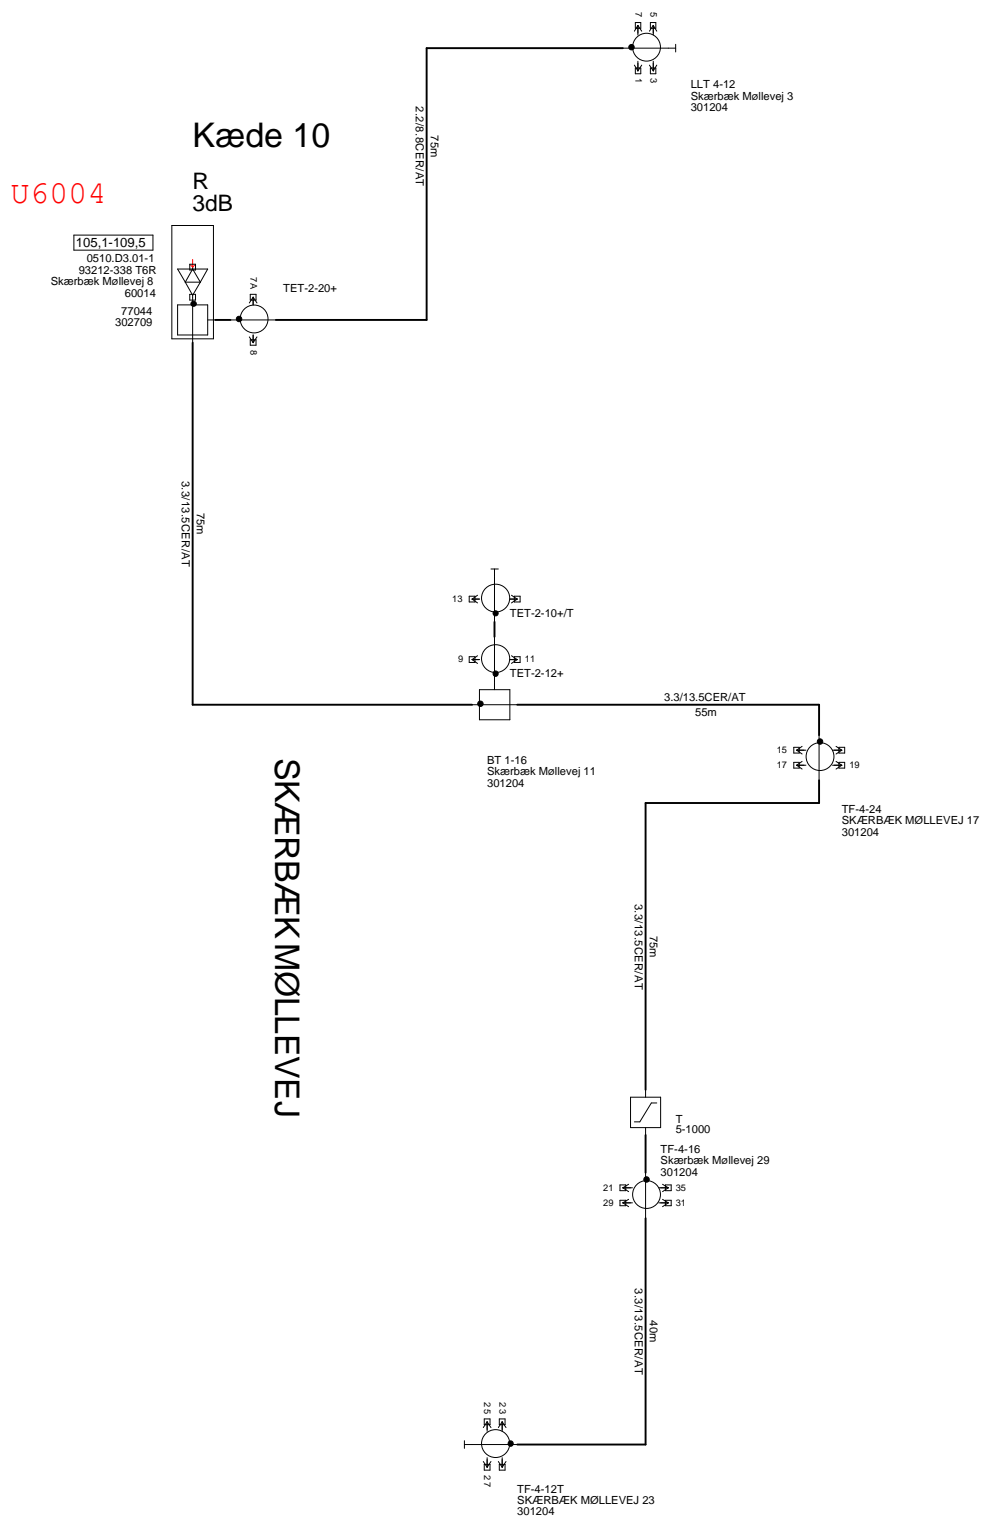 7
5
1
3
LLT 4-12
Skærbæk Møllevej 3
301204
75m
2.2/8.8CER/AT
Kæde 10
U6004
R
3dB
105,1-109,5
0510.D3.01-1
93212-338 T6R
Skærbæk Møllevej 8
60014
77044
302709
7A
8
TET-2-20+
75m
3.3/13.5CER/AT
13
TET-2-10+/T
9
11
TET-2-12+
3.3/13.5CER/AT
55m
BT 1-16
Skærbæk Møllevej 11
301204
15
17
19
TF-4-24
SKÆRBÆK MØLLEVEJ 17
301204
SKÆRBÆK MØLLEVEJ
75m
3.3/13.5CER/AT
T
5-1000
TF-4-16
Skærbæk Møllevej 29
301204
21
35
29
31
40m
3.3/13.5CER/AT
25
23
27
TF-4-12T
SKÆRBÆK MØLLEVEJ 23
301204